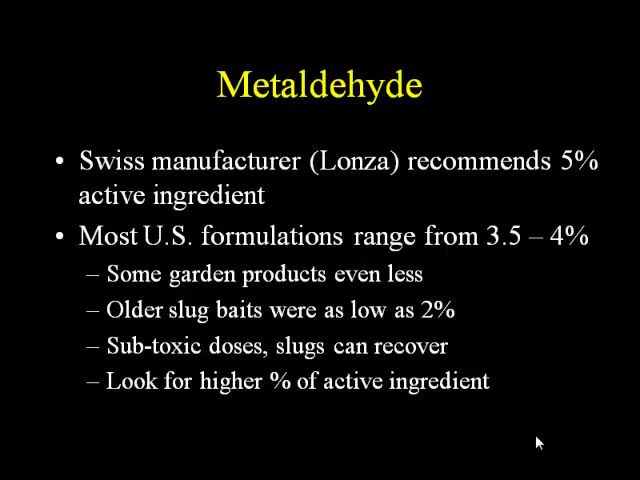 Metaldehyde
• Swiss manufacturer (Lonza) recommends 5%
active ingredient
• Most U.S. formulations range from 3.5 – 4%
– Some garden products even less
– Older slug baits were as low as 2%
– Sub-toxic doses, slugs can recover
– Look for higher % of active ingredient